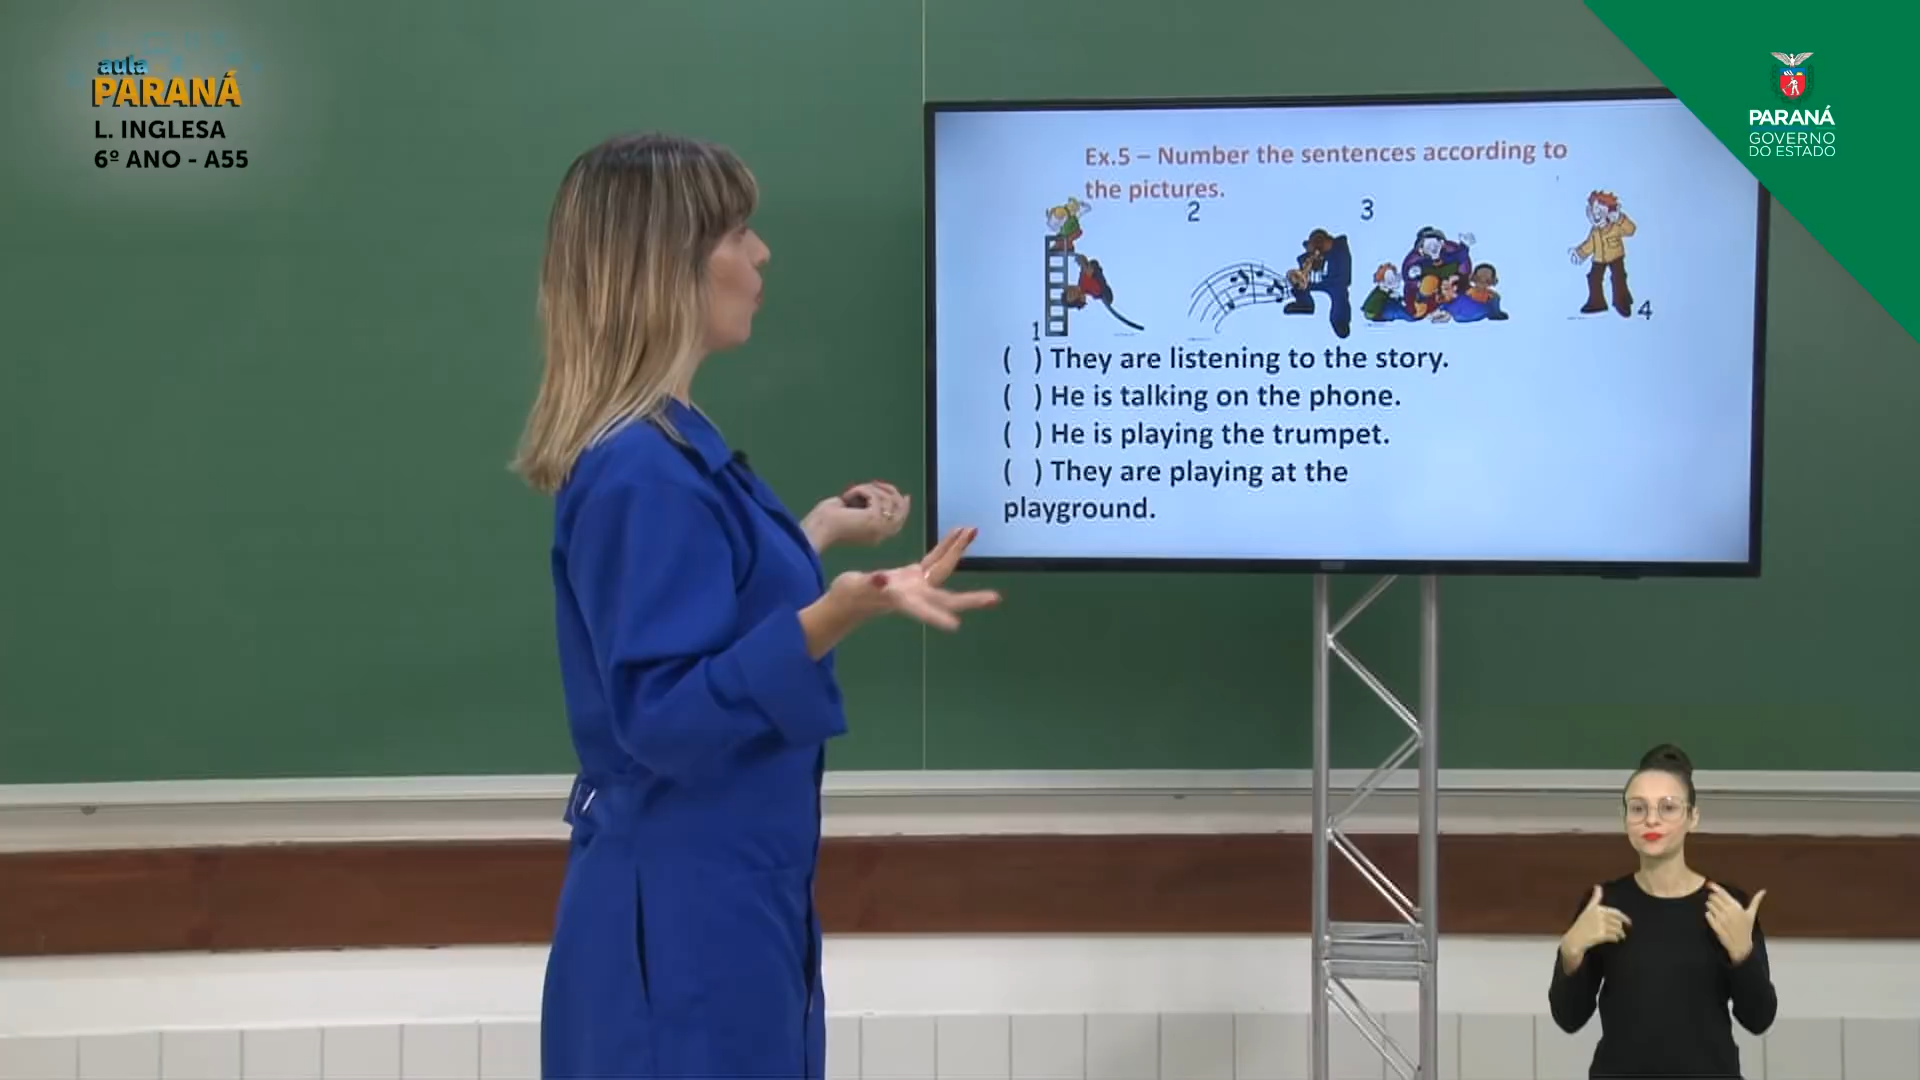 aula
PARANÁ
L. INGLESA
6º ANO - A55
PARANÁ
GOVERNO
DO ESTADO
Ex.5 – Number the sentences according to
the pictures.
1
2
3
4
( ) They are listening to the story.
( ) He is talking on the phone.
( ) He is playing the trumpet.
( ) They are playing at the
playground.